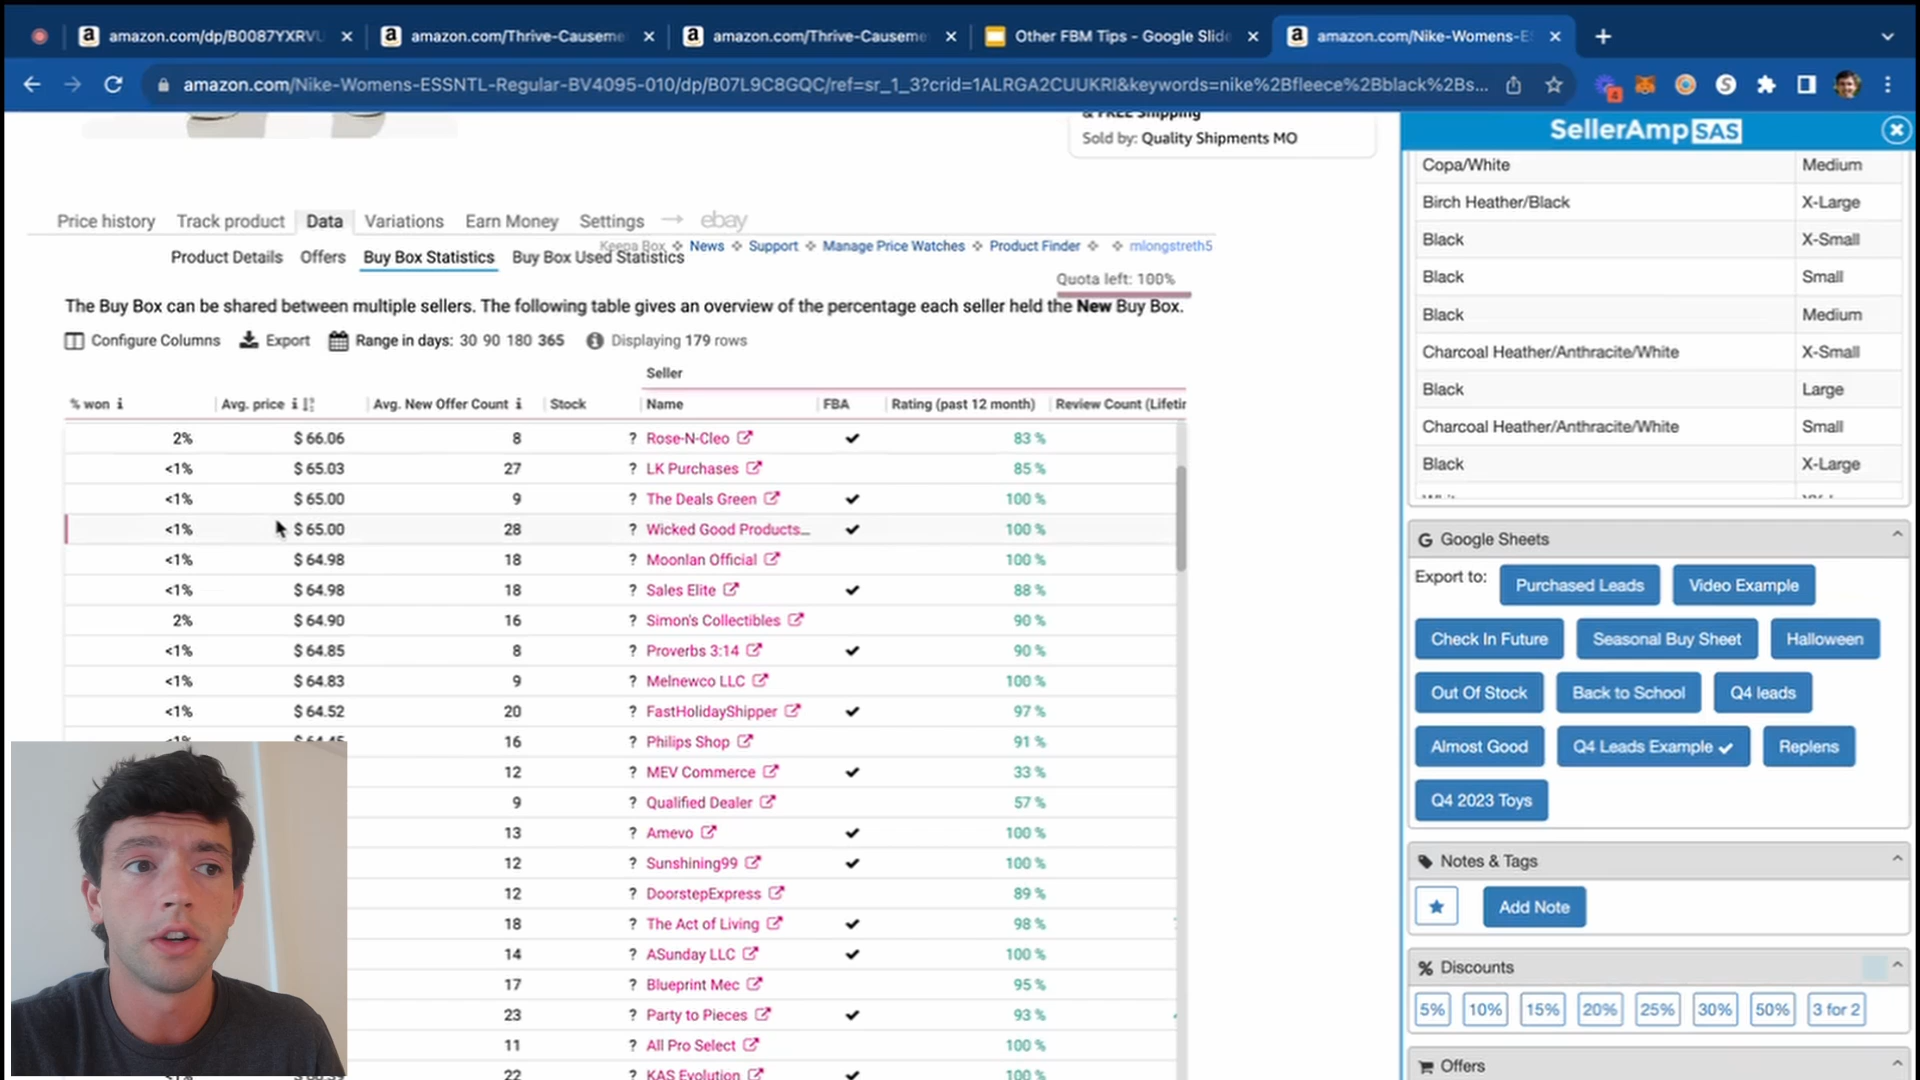 amazon.com/dp/B0087YXRVU
amazon.com/Thrive-Causeme
amazon.com/Thrive-Causeme
Other FBM Tips - Google Slide
amazon.com/Nike-Womens-E
amazon.com/Nike-Womens-ESSNTL-Regular-BV4095-010/dp/B07L9C8GQC/ref=sr_1_3?crid=1ALRGA2CUUKRI&keywords=nike%2Bfleece%2Bblack%2Bs...
4
& FREE Shipping
Sold by: Quality Shipments MO
Price history Track product Data Variations Earn Money Settings → ebay
Keepa Box News Support Manage Price Watches Product Finder mlongstreth5
Product Details Offers Buy Box Statistics Buy Box Used Statistics
Quota left: 100%
The Buy Box can be shared between multiple sellers. The following table gives an overview of the percentage each seller held the New Buy Box.
Configure Columns Export Range in days: 30 90 180 365 Displaying 179 rows
Seller
% won Avg. price Avg. New Offer Count Stock Name FBA Rating (past 12 month) Review Count (Lifetin
2% $ 66.06 8 ? Rose-N-Cleo ✔ 83 %
<1% $ 65.03 27 ? LK Purchases 85 %
<1% $ 65.00 9 ? The Deals Green ✔ 100 %
<1% $ 65.00 28 ? Wicked Good Products... ✔ 100 %
<1% $ 64.98 18 ? Moonlan Official 100 %
<1% $ 64.98 18 ? Sales Elite ✔ 88 %
2% $ 64.90 16 ? Simon's Collectibles 90 %
<1% $ 64.85 8 ? Proverbs 3:14 ✔ 90 %
<1% $ 64.83 9 ? Melnewco LLC 100 %
<1% $ 64.52 20 ? FastHolidayShipper ✔ 97 %
<1% $ 64.45 16 ? Philips Shop 91 %
12 ? MEV Commerce ✔ 33 %
9 ? Qualified Dealer 57 %
13 ? Amevo ✔ 100 %
12 ? Sunshining99 ✔ 100 %
12 ? DoorstepExpress 89 %
18 ? The Act of Living ✔ 98 %
14 ? ASunday LLC ✔ 100 %
17 ? Blueprint Mec 95 %
23 ? Party to Pieces ✔ 93 %
11 ? All Pro Select 100 %
22 ? KAS Evolution ✔ 100 %
SellerAmp SAS
Copa/White Medium
Birch Heather/Black X-Large
Black X-Small
Black Small
Black Medium
Charcoal Heather/Anthracite/White X-Small
Black Large
Charcoal Heather/Anthracite/White Small
Black X-Large
Google Sheets
Export to: Purchased Leads Video Example
Check In Future Seasonal Buy Sheet Halloween
Out Of Stock Back to School Q4 leads
Almost Good Q4 Leads Example ✔ Replens
Q4 2023 Toys
Notes & Tags
Add Note
Discounts
5% 10% 15% 20% 25% 30% 50% 3 for 2
Offers